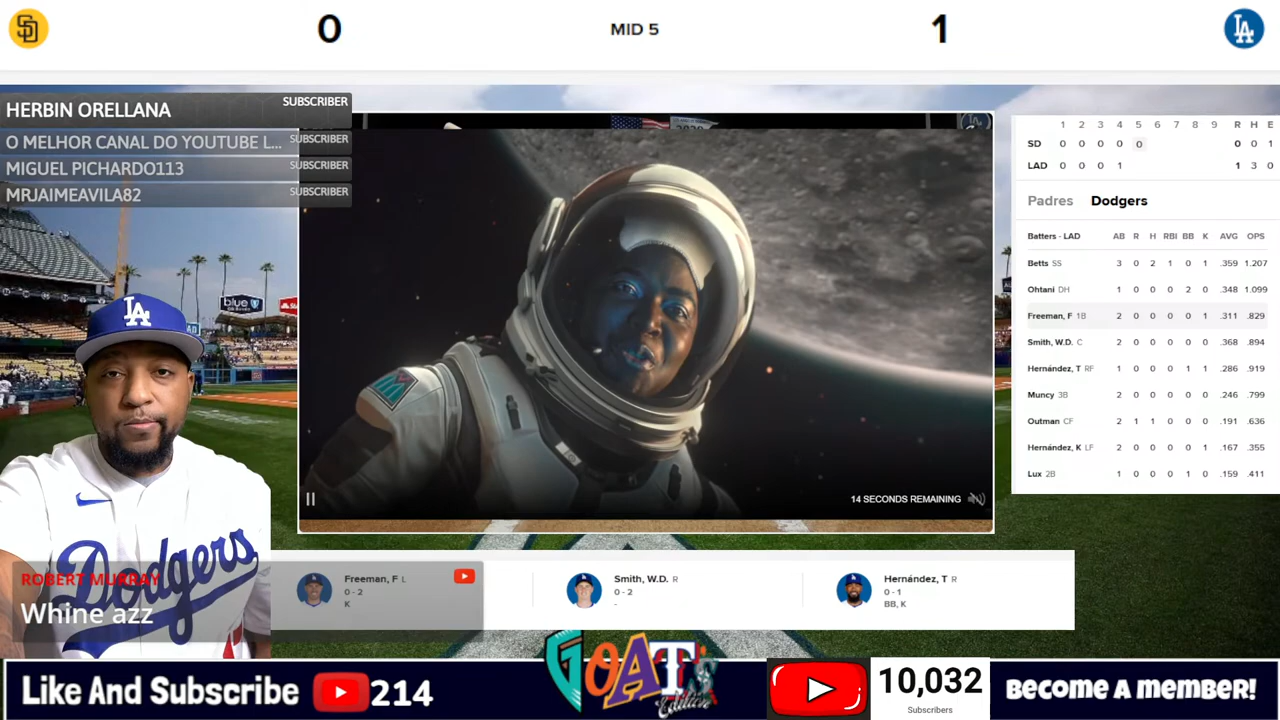 0
MID 5
1
HERBIN ORELLANA SUBSCRIBER
O MELHOR CANAL DO YOUTUBE L... SUBSCRIBER
MIGUEL PICHARDO113 SUBSCRIBER
MRJAIMEAVILA82 SUBSCRIBER
1 2 3 4 5 6 7 8 9 R H E
SD 0 0 0 0 0 0 0 1
LAD 0 0 0 1 1 3 0
Padres Dodgers
Batters - LAD AB R H RBI BB K AVG OPS
Betts SS 3 0 2 1 0 1 .359 1.207
Ohtani DH 1 0 0 0 2 0 .348 1.099
Freeman, F 1B 2 0 0 0 0 1 .311 .829
Smith, W.D. C 2 0 0 0 0 0 .368 .894
Hernández, T RF 1 0 0 0 1 1 .286 .919
Muncy 3B 2 0 0 0 0 0 .246 .799
Outman CF 2 1 1 0 0 0 .191 .636
Hernández, K LF 2 0 0 0 0 1 .167 .355
Lux 2B 1 0 0 0 1 0 .159 .411
blue
LA
14 SECONDS REMAINING
Dodgers
ROBERT MURRAY
Whine azz
Freeman, F L
0 - 2
K
Smith, W.D. R
0 - 2
-
Hernández, T R
0 - 1
BB, K
Like And Subscribe 214
GOATS
Edition
10,032
Subscribers
BECOME A MEMBER!